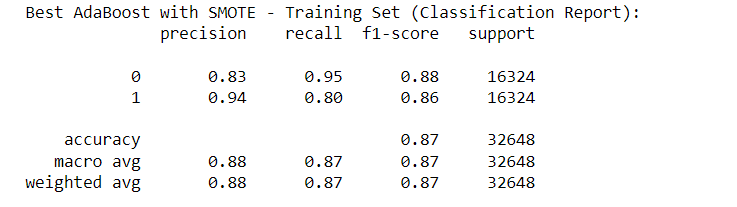 Best AdaBoost with SMOTE - Training Set (Classification Report):
precision recall f1-score support
0 0.83 0.95 0.88 16324
1 0.94 0.80 0.86 16324
accuracy 0.87 32648
macro avg 0.88 0.87 0.87 32648
weighted avg 0.88 0.87 0.87 32648